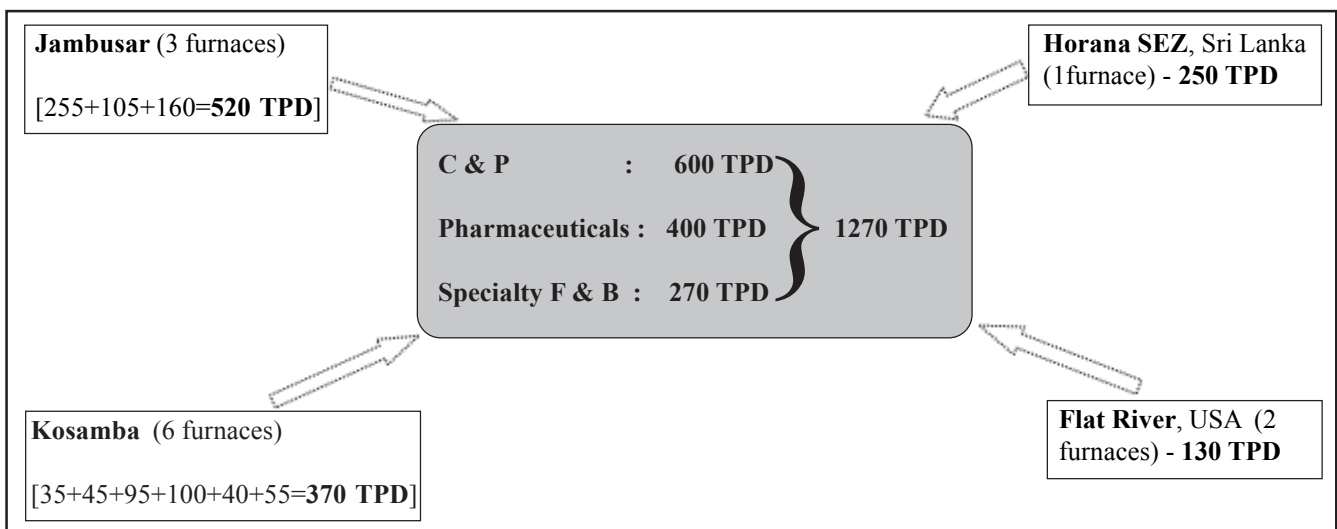 Jambusar (3 furnaces)
[255+105+160=520 TPD]
Horana SEZ, Sri Lanka
(1furnace) - 250 TPD
C & P : 600 TPD
Pharmaceuticals : 400 TPD } 1270 TPD
Specialty F & B : 270 TPD
Kosamba (6 furnaces)
[35+45+95+100+40+55=370 TPD]
Flat River, USA (2
furnaces) - 130 TPD